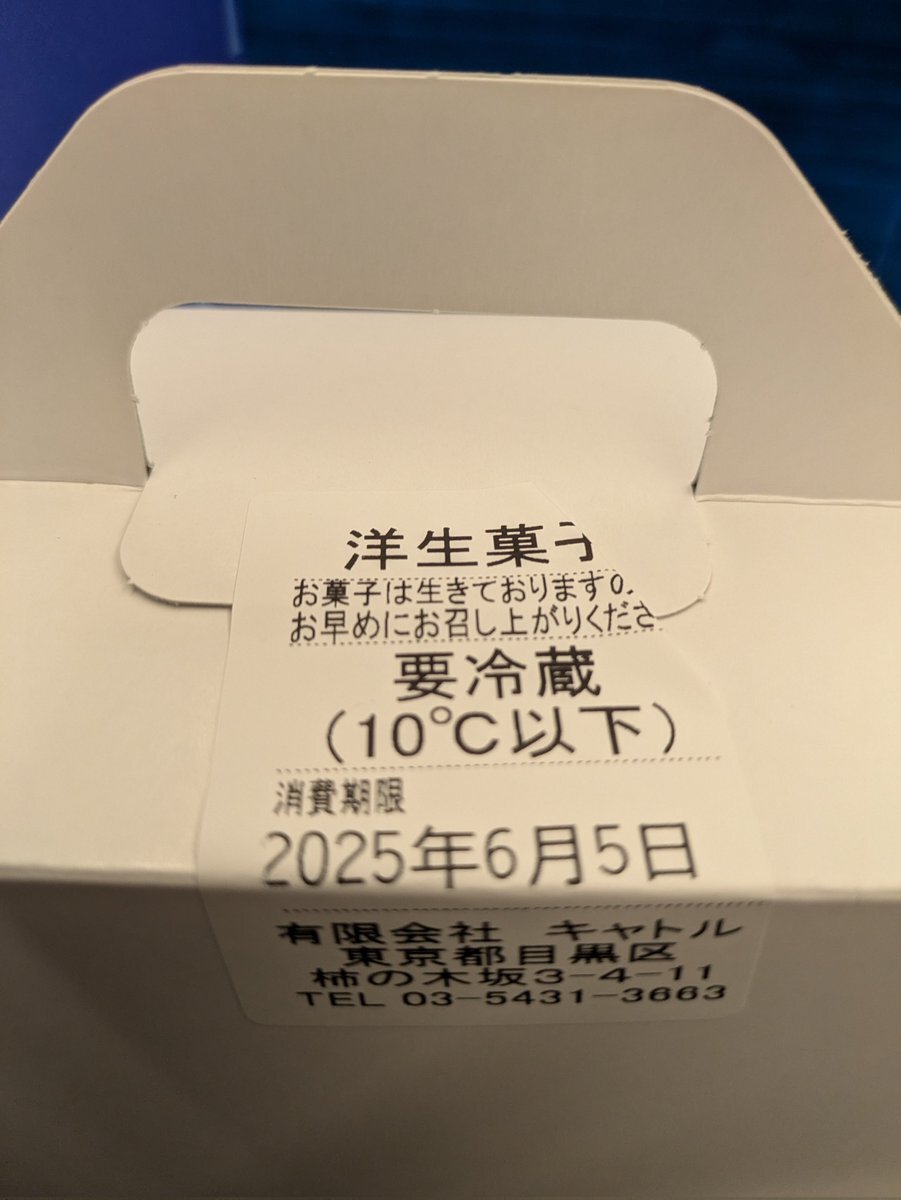 洋生菓子
お菓子は生きております。
お早めにお召し上がりくださ
要冷蔵
(10℃以下)
消費期限
2025年6月5日
有限会社 キャトル
東京都目黒区
柿の木坂3-4-11
TEL 03-5431-3663